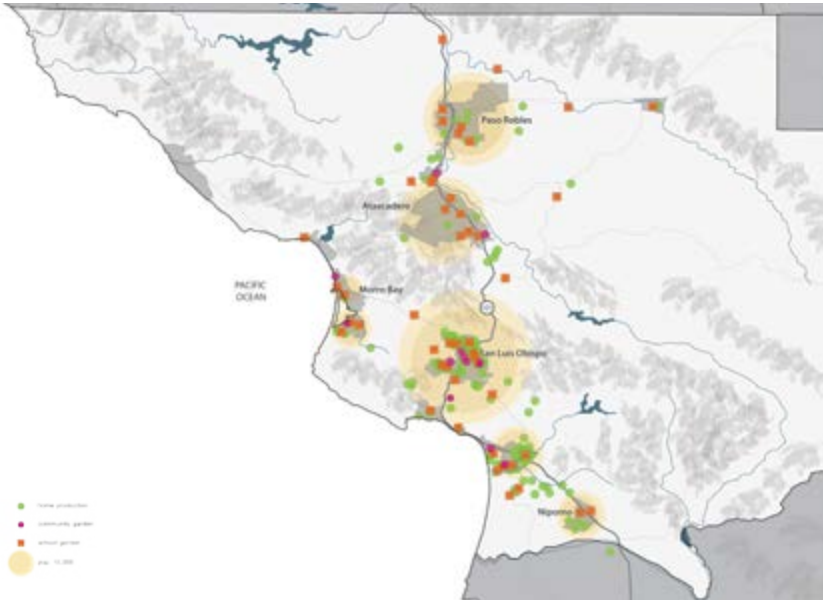 Paso Robles
Atascadero
PACIFIC
OCEAN
Morro Bay
San Luis Obispo
Nipomo
home production
community garden
school garden